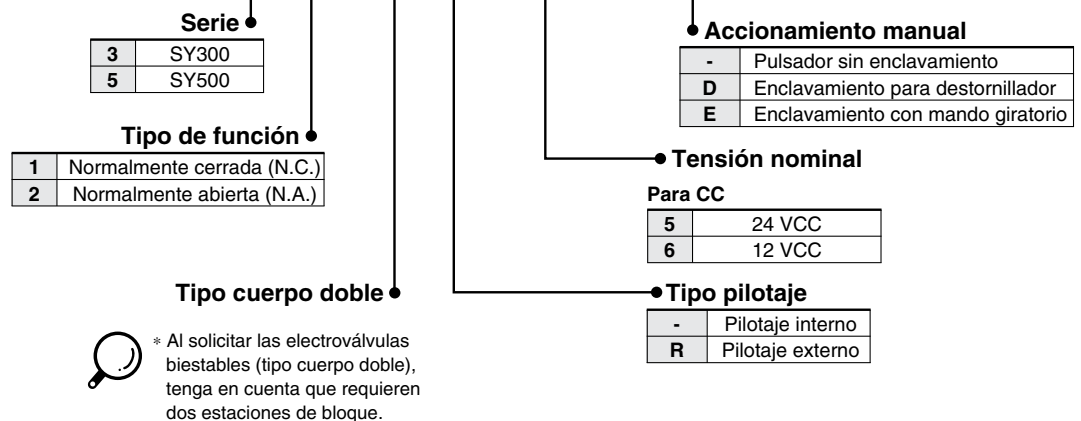 Serie
3 SY300
5 SY500
Tipo de función
1 Normalmente cerrada (N.C.)
2 Normalmente abierta (N.A.)
Tipo cuerpo doble
* Al solicitar las electroválvulas
biestables (tipo cuerpo doble),
tenga en cuenta que requieren
dos estaciones de bloque.
Accionamiento manual
- Pulsador sin enclavamiento
D Enclavamiento para destornillador
E Enclavamiento con mando giratorio
Tensión nominal
Para CC
5 24 VCC
6 12 VCC
Tipo pilotaje
- Pilotaje interno
R Pilotaje externo